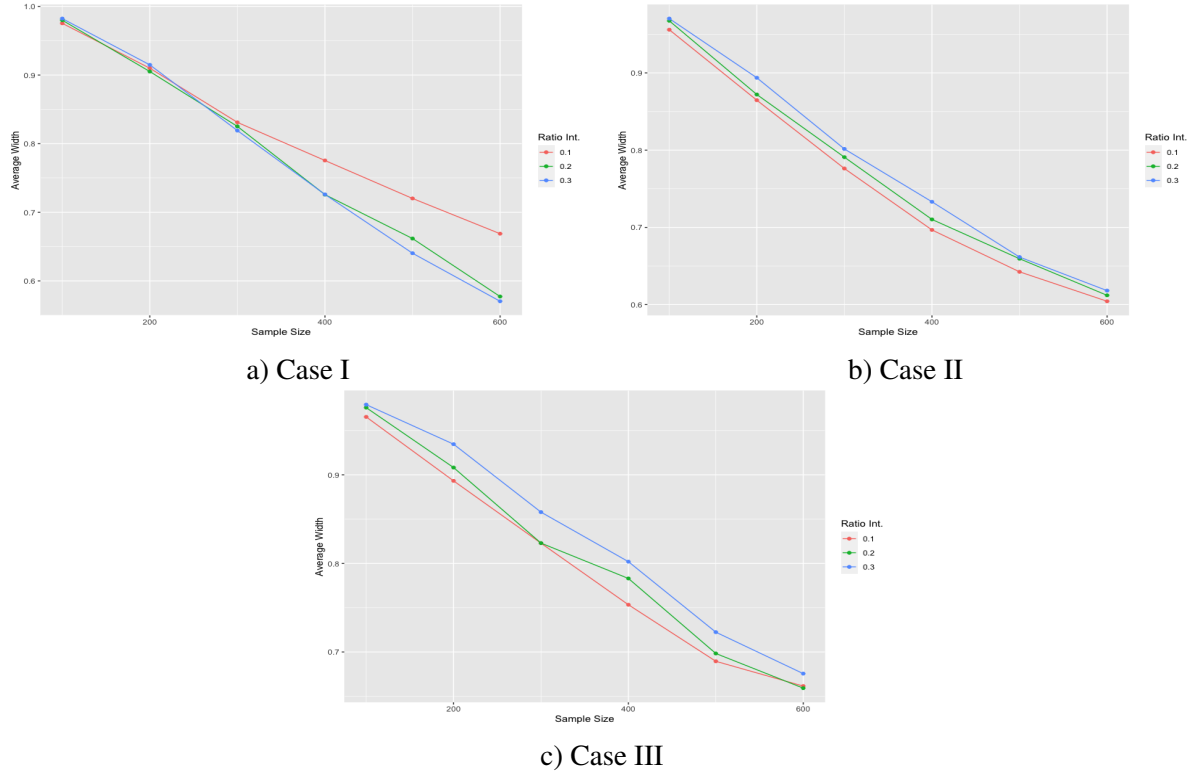 1.0
0.9
0.8
0.7
0.6
Average Width
200
400
600
Sample Size
Ratio Int.
0.1
0.2
0.3
a) Case I
0.9
0.8
0.7
0.6
Average Width
200
400
600
Sample Size
Ratio Int.
0.1
0.2
0.3
b) Case II
0.9
0.8
0.7
Average Width
200
400
600
Sample Size
Ratio Int.
0.1
0.2
0.3
c) Case III